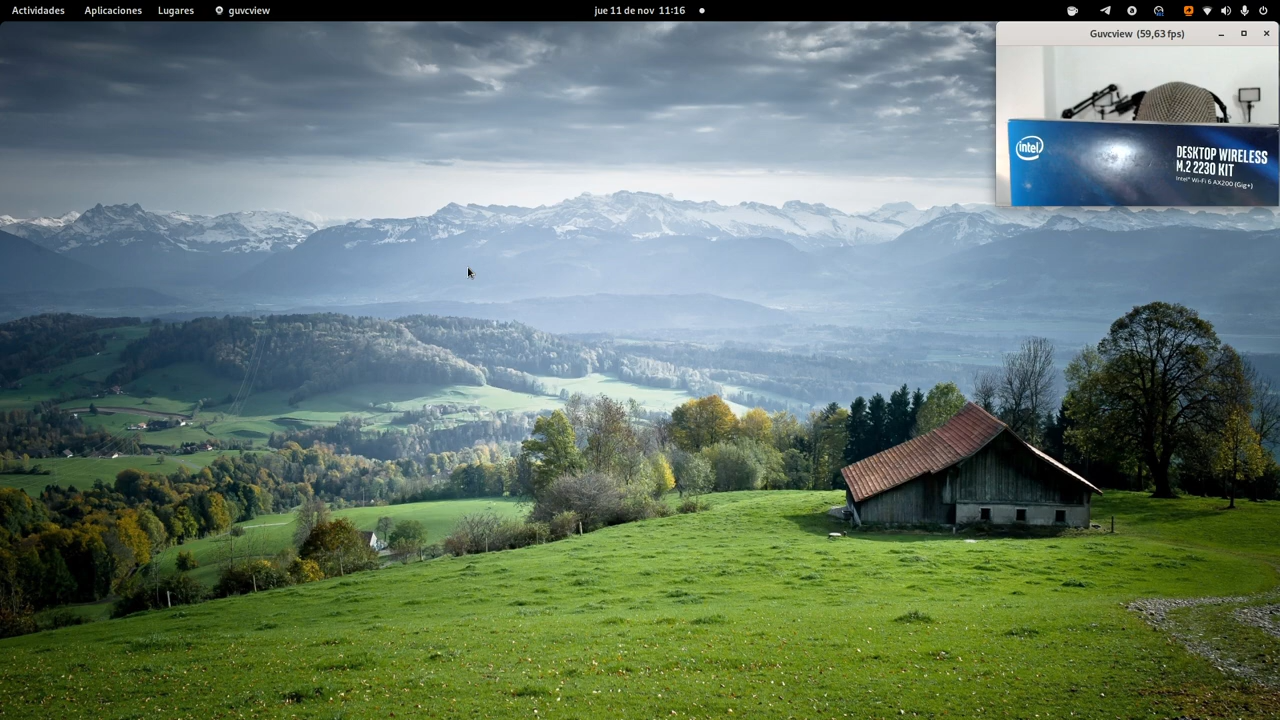 Actividades Aplicaciones Lugares guvcview jue 11 de nov 11:16
Guvcview (59,63 fps)
intel
DESKTOP WIRELESS
M.2 2230 KIT
Intel® Wi-Fi 6 AX200 (Gig+)